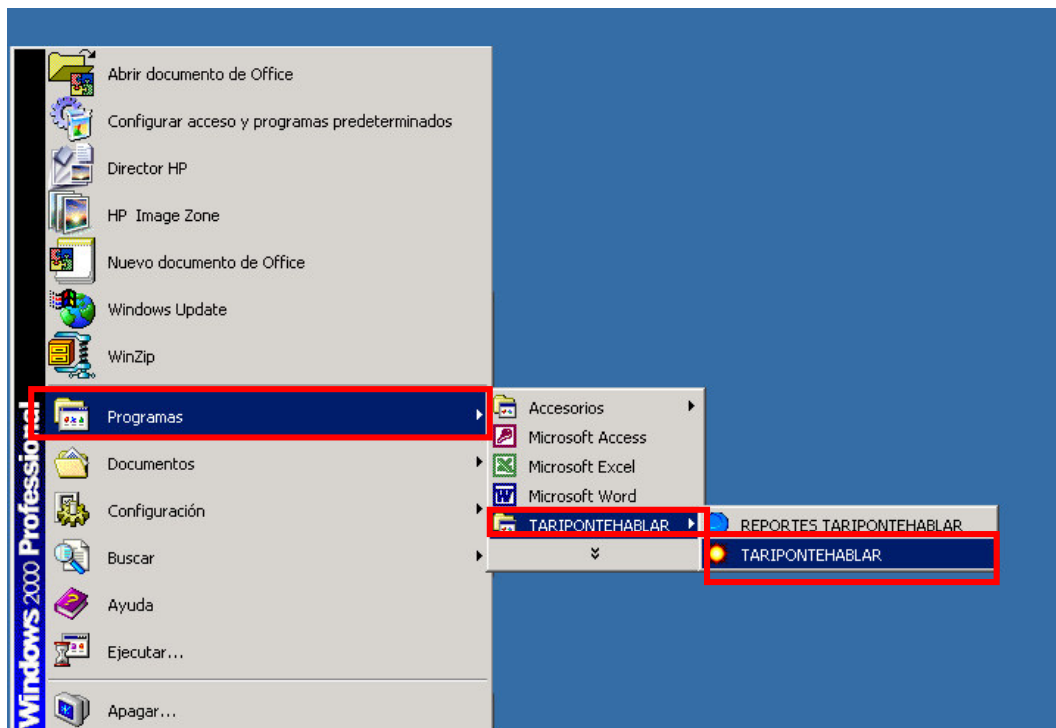 Abrir documento de Office
Configurar acceso y programas predeterminados
Director HP
HP Image Zone
Nuevo documento de Office
Windows Update
WinZip
Programas
Documentos
Configuración
Buscar
Ayuda
Ejecutar...
Apagar...
Windows 2000 Professional
Accesorios
Microsoft Access
Microsoft Excel
Microsoft Word
TARIPONTEHABLAR
REPORTES TARIPONTEHABLAR
TARIPONTEHABLAR